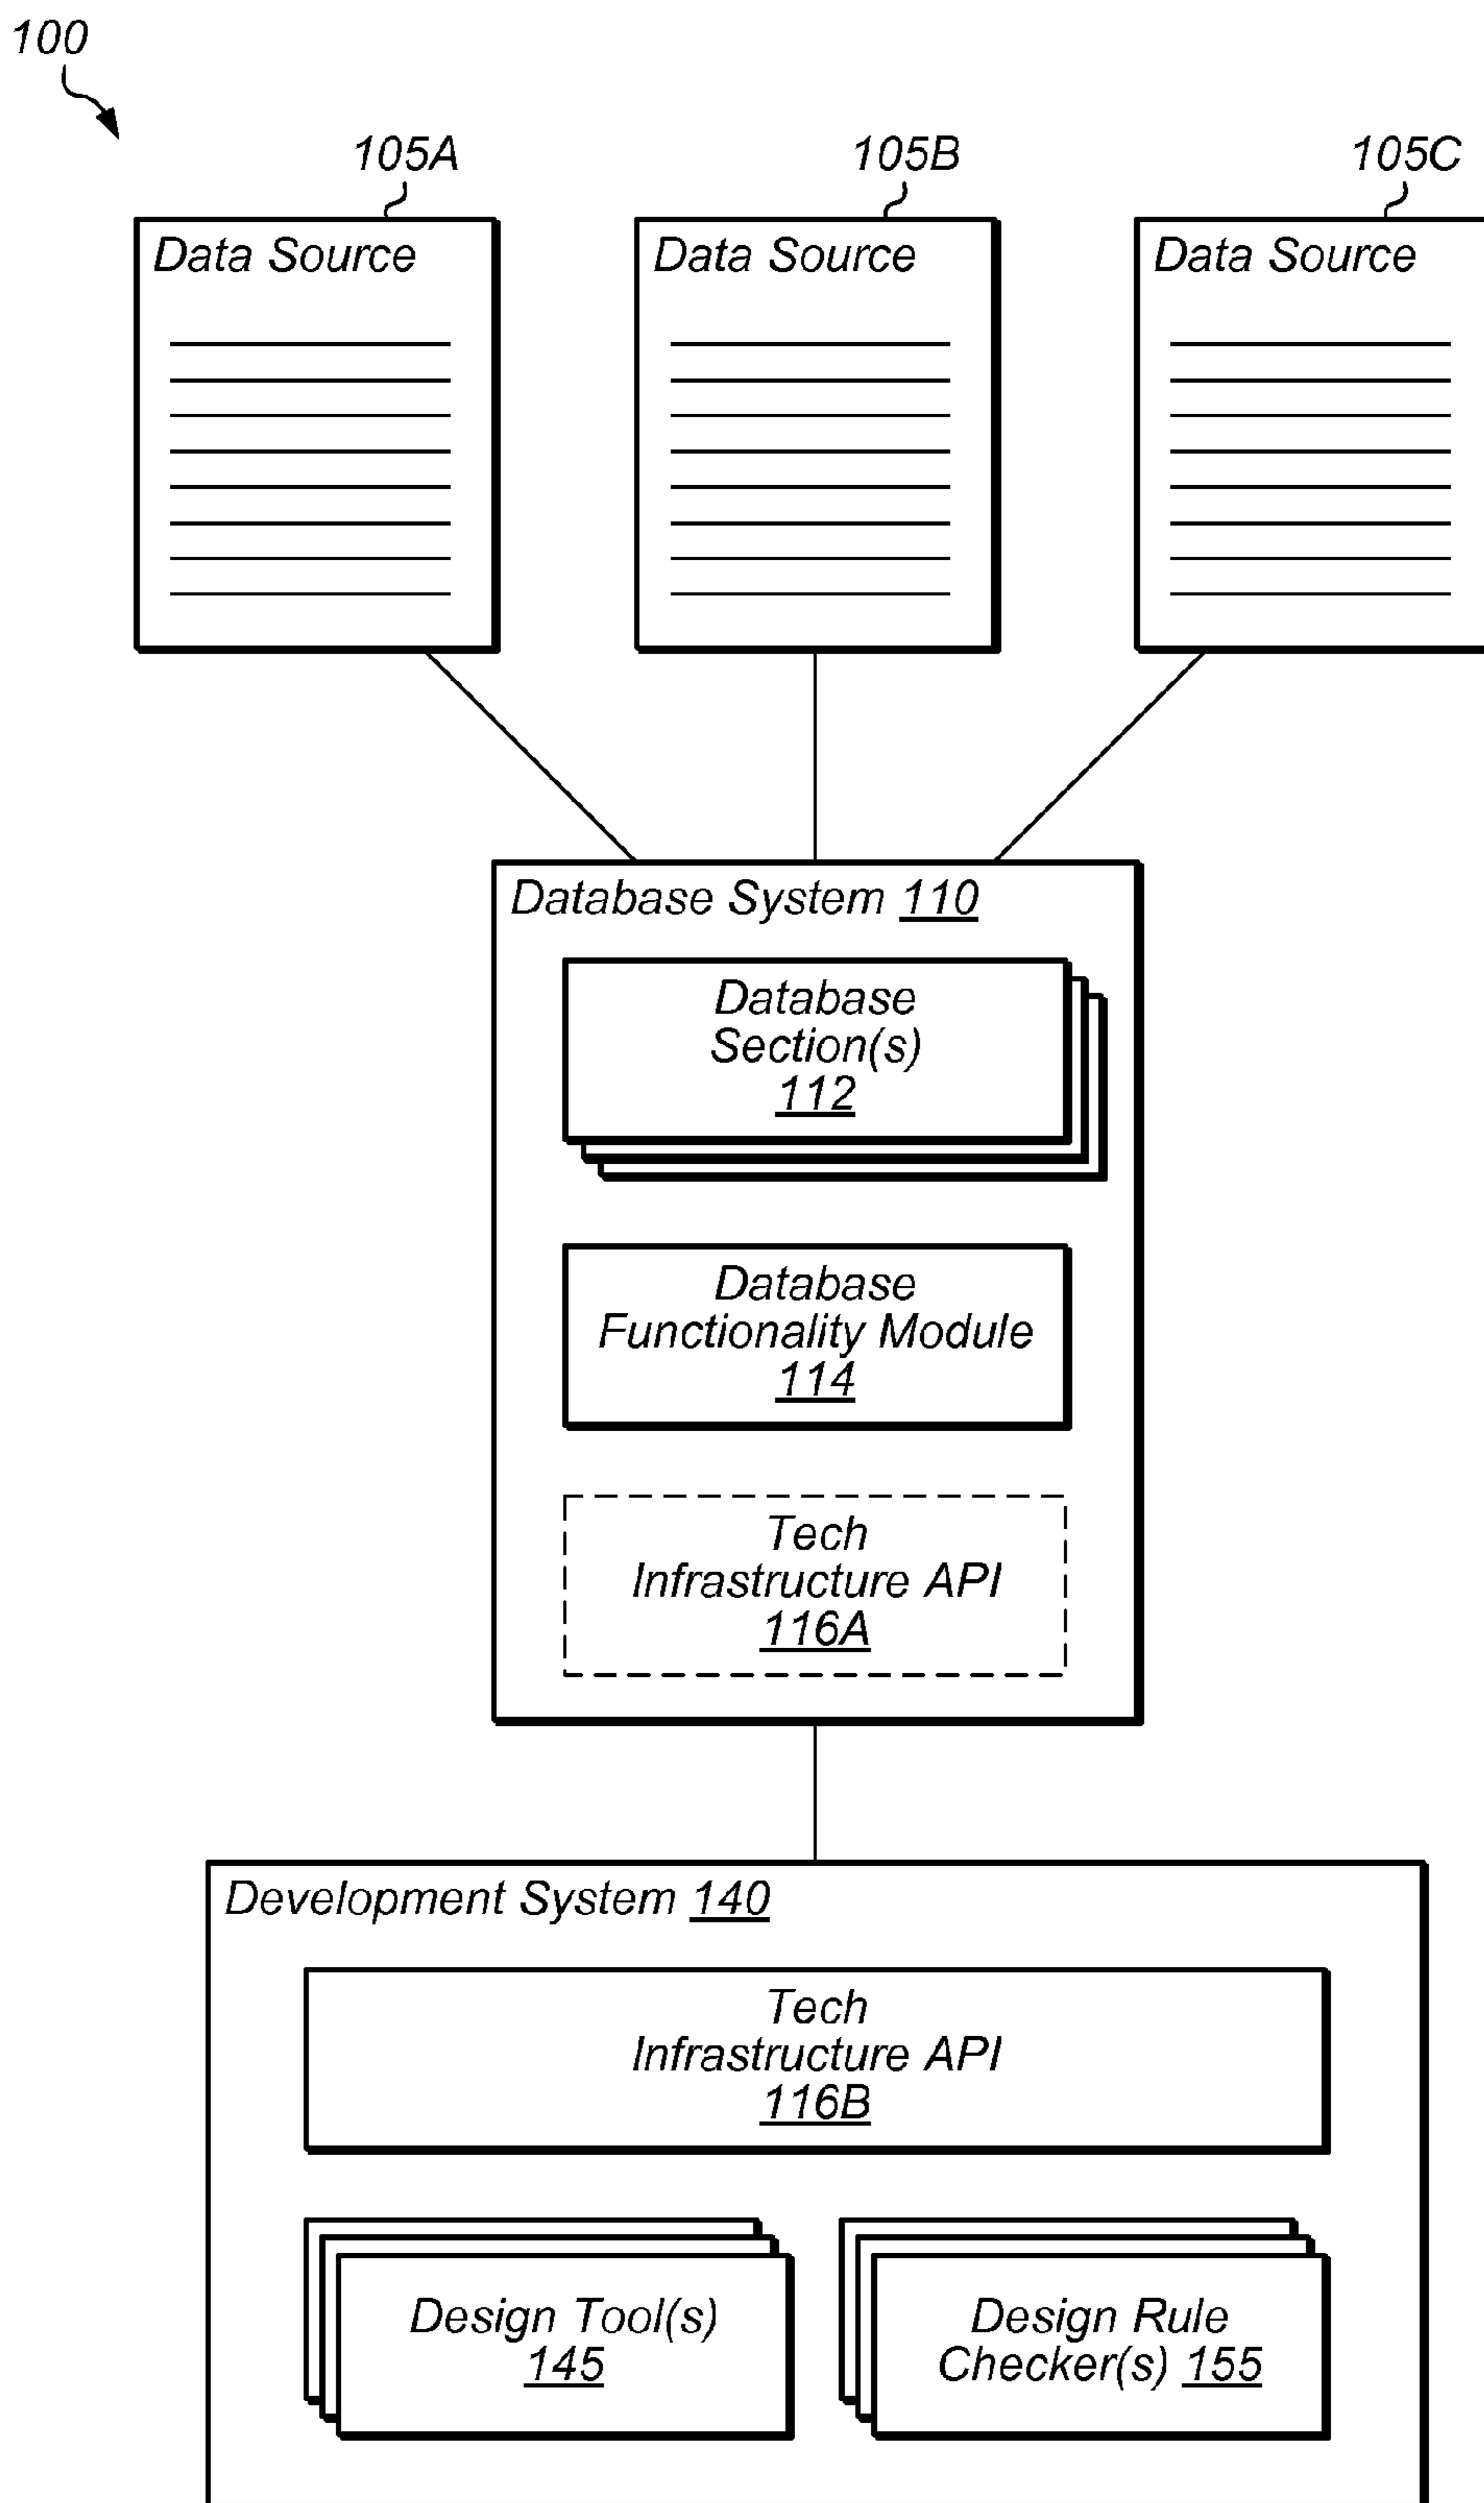 100
105A
105B
105C
Data Source
Data Source
Data Source
Database System 110
Database
Section(s)
112
Database
Functionality Module
114
Tech
Infrastructure API
116A
Development System 140
Tech
Infrastructure API
116B
Design Tool(s)
145
Design Rule
Checker(s) 155